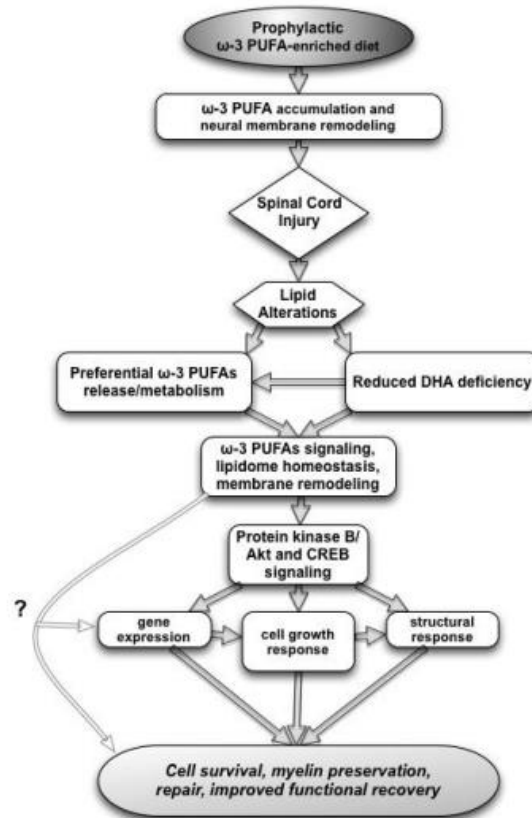 Prophylactic
ω-3 PUFA-enriched diet
ω-3 PUFA accumulation and
neural membrane remodeling
Spinal Cord
Injury
Lipid
Alterations
Preferential ω-3 PUFAs
release/metabolism
Reduced DHA deficiency
ω-3 PUFAs signaling,
lipidome homeostasis,
membrane remodeling
Protein kinase B/
Akt and CREB
signaling
?
gene
expression
cell growth
response
structural
response
Cell survival, myelin preservation,
repair, improved functional recovery